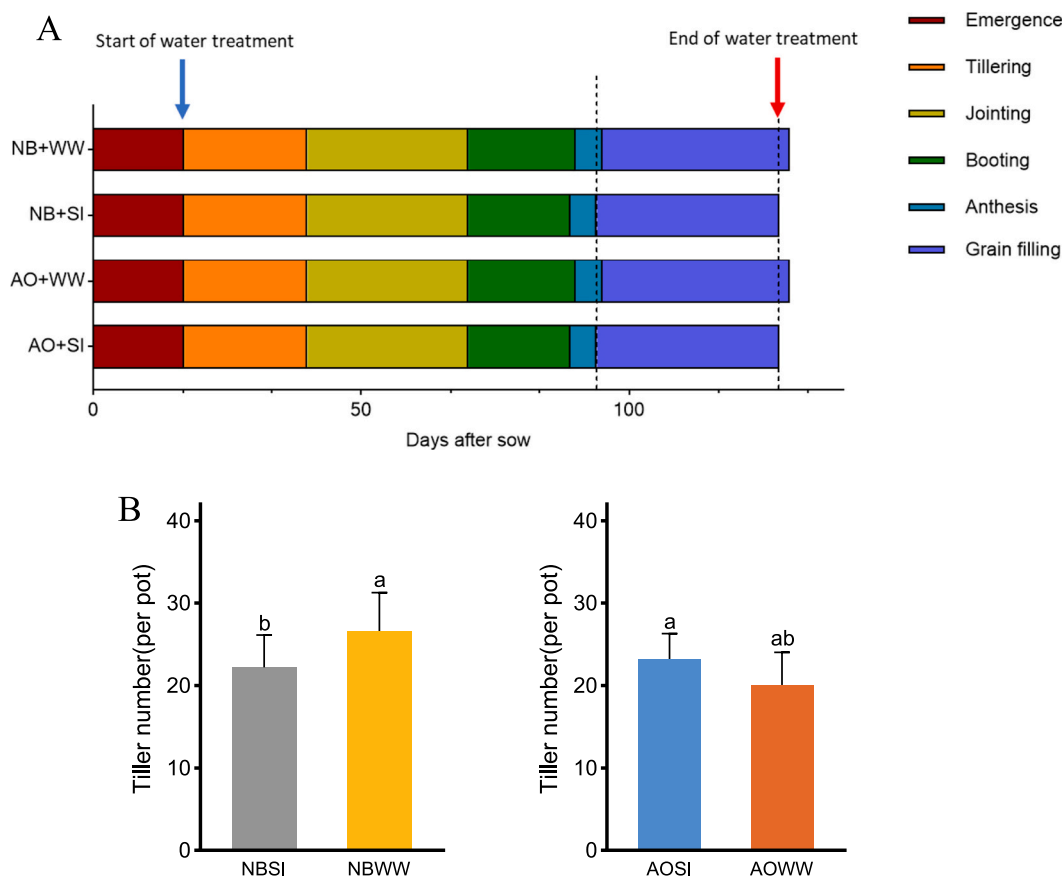 A
Start of water treatment
End of water treatment
Emergence
Tillering
Jointing
Booting
Anthesis
Grain filling
NB+WW
NB+SI
AO+WW
AO+SI
0 50 100
Days after sow
B
Tiller number(per pot)
40
30
20
10
0
b
a
NBSI NBWW
Tiller number(per pot)
40
30
20
10
0
a
ab
AOSI AOWW